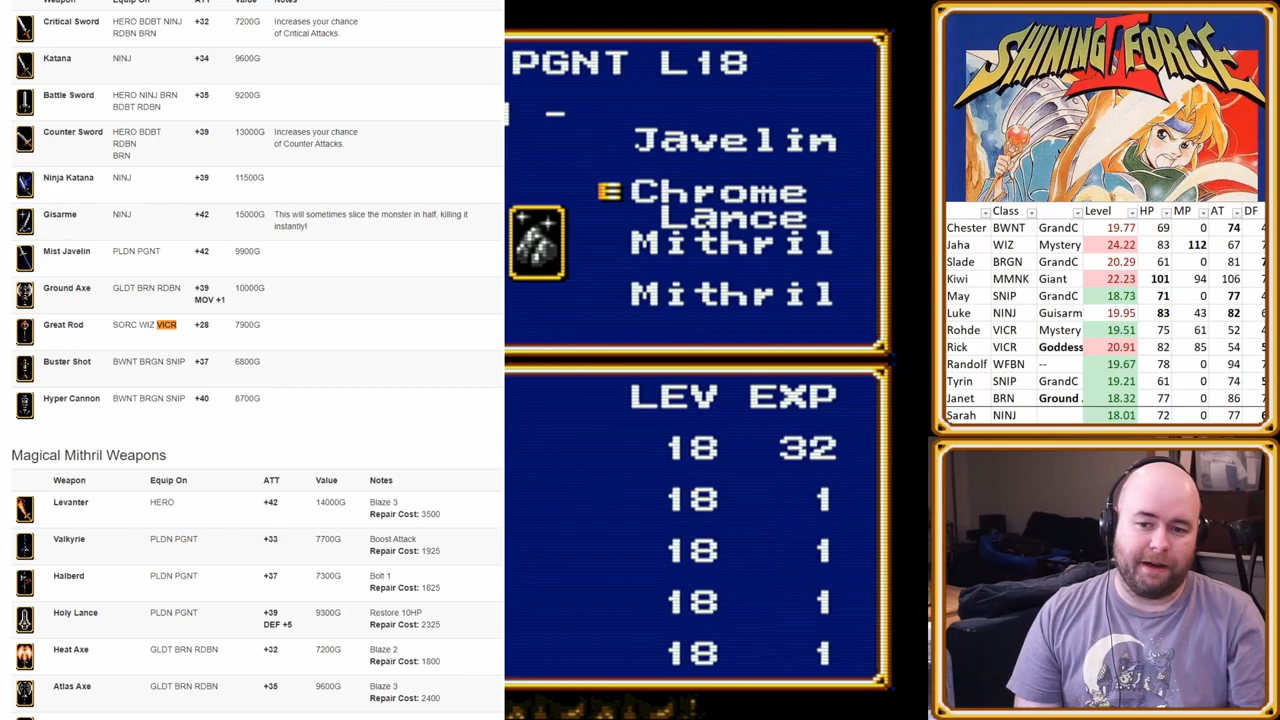 Weapon Equip On ATT Value Notes
Critical Sword HERO BDBT NINJ +32 7200G Increases your chance
RDBN BRN of Critical Attacks.
Katana NINJ +34 9600G
Battle Sword HERO NINJ BRN +35 9200G
BDBT RDBN
Counter Sword HERO BDBT +39 13000G Increases your chance
RDBN of Counter Attacks.
BRN
Ninja Katana NINJ +39 11500G
Gisarme NINJ +42 15000G This will sometimes slice the monster in half, killing it
instantly!
Mist Javelin PLDN PGNT +42 9900G
Ground Axe GLDT BRN RDBN +39 10000G
MOV +1
Great Rod SORC WIZ VICR +28 7900G
Buster Shot BWNT BRGN SNIP +37 6800G
Hyper Cannon BWNT BRGN SNIP +40 8700G
Magical Mithril Weapons
Weapon Equip On ATT Value Notes
Levanter HERO +42 14000G Blaze 3
Repair Cost: 3500
Valkyrie PLDN PGNT +33 7700G Boost Attack
Repair Cost: 1925
Halberd PLDN PGNT +37 7300G Bolt 1
Repair Cost: 1825
Holy Lance PLDN PGNT +39 9300G Restore 10HP
DEF +5 Repair Cost: 2325
Heat Axe GLDT BRN RDBN +32 7200G Blaze 2
Repair Cost: 1800
Atlas Axe GLDT BRN RDBN +35 9600G Blaze 3
Repair Cost: 2400
PGNT L18
Javelin
E Chrome
Lance
Mithril
Mithril
LEV EXP
18 32
18 1
18 1
18 1
18 1
SHINING FORCE
II
Class Level HP MP AT DF
Chester BWNT GrandC 19.77 69 0 74
Jaha WIZ Mystery 24.22 83 112 67
Slade BRGN GrandC 20.29 61 0 81
Kiwi MMNK Giant 22.23 101 94 106
May SNIP GrandC 18.73 71 0 77
Luke NINJ Guisarm 19.95 83 43 82
Rohde VICR Mystery 19.51 75 61 52
Rick VICR Goddess 20.91 82 85 54
Randolf WFBN -- 19.67 78 0 94
Tyrin SNIP GrandC 19.21 61 0 74
Janet BRN Ground 18.32 77 0 86
Sarah NINJ 18.01 72 0 77